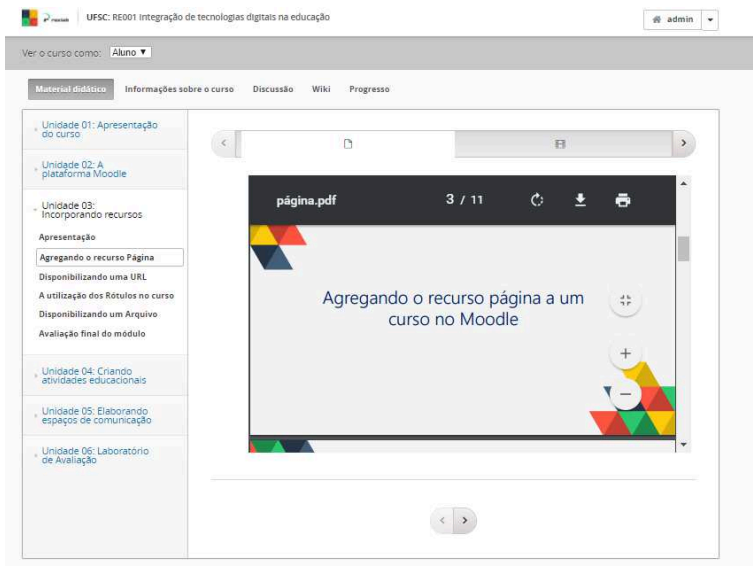 rexlab
UFSC: RE001 Integração de tecnologias digitais na educação
admin
Ver o curso como: Aluno
Material didático Informações sobre o curso Discussão Wiki Progresso
Unidade 01: Apresentação
do curso
Unidade 02: A
plataforma Moodle
Unidade 03:
Incorporando recursos
Apresentação
Agregando o recurso Página
Disponibilizando uma URL
A utilização dos Rótulos no curso
Disponibilizando um Arquivo
Avaliação final do módulo
Unidade 04: Criando
atividades educacionais
Unidade 05: Elaborando
espaços de comunicação
Unidade 06: Laboratório
de Avaliação
página.pdf 3 / 11
Agregando o recurso página a um
curso no Moodle